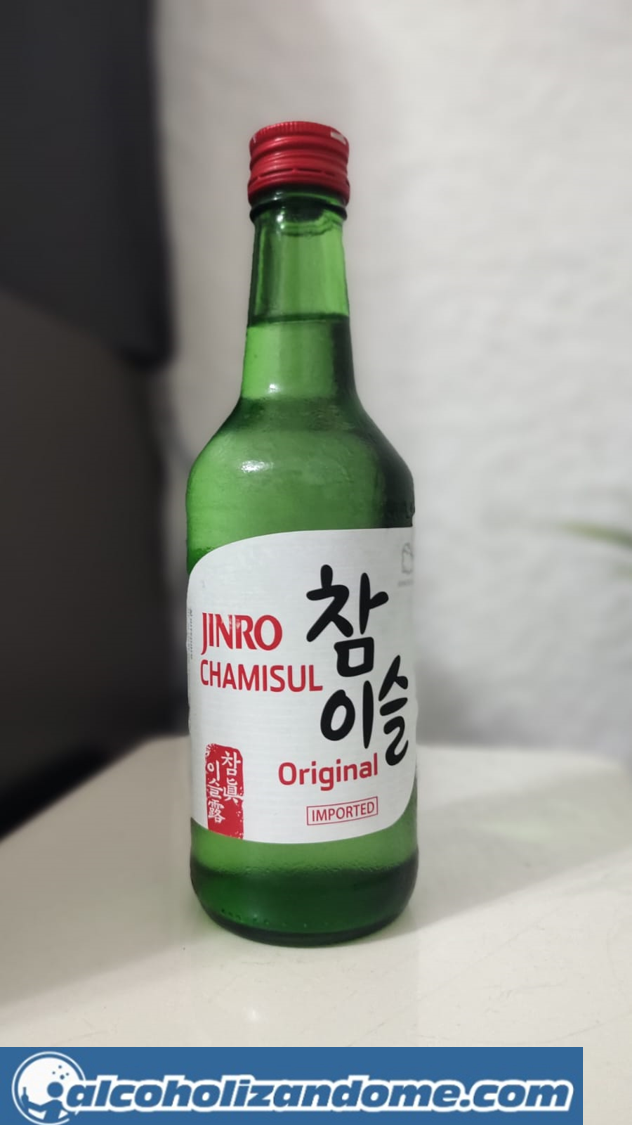 JINRO
CHAMISUL
참
이슬
Original
IMPORTED
참眞
이슬露
alcoholizandome.com